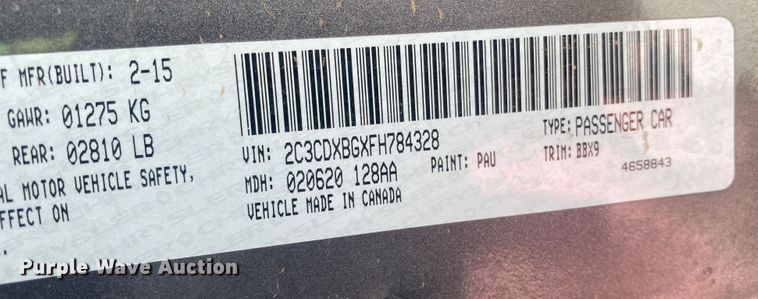 F MFR(BUILT): 2-15
GAWR: 01275 KG
REAR: 02810 LB
AL MOTOR VEHICLE SAFETY,
FFECT ON
VIN: 2C3CDXBGXFH784328
TYPE: PASSENGER CAR
MDH: 020620 128AA
PAINT: PAU
TRIM: BBX9
VEHICLE MADE IN CANADA
4658843
Purple Wave Auction